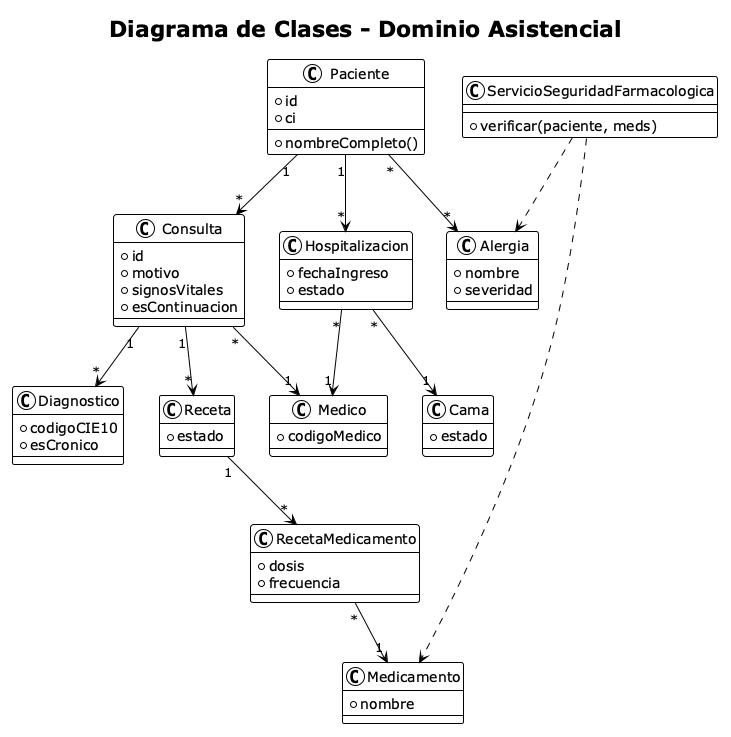 Diagrama de Clases - Dominio Asistencial
C Paciente
id
ci
nombreCompleto()
C ServicioSeguridadFarmacologica
verificar(paciente, meds)
1
1
*
*
*
*
C Consulta
id
motivo
signosVitales
esContinuacion
C Hospitalizacion
fechaIngreso
estado
C Alergia
nombre
severidad
1
1
*
*
*
*
*
1
1
1
C Diagnostico
codigoCIE10
esCronico
C Receta
estado
C Medico
codigoMedico
C Cama
estado
1
*
C RecetaMedicamento
dosis
frecuencia
*
1
C Medicamento
nombre